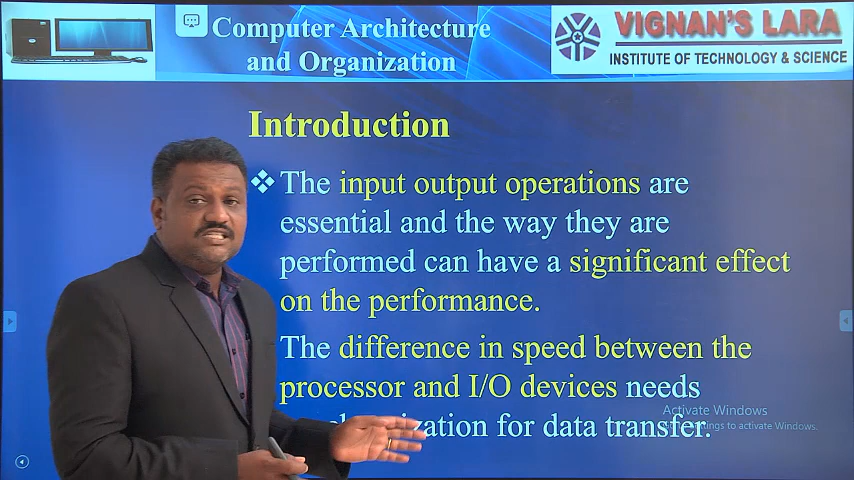 Computer Architecture
and Organization
VIGNAN'S LARA
INSTITUTE OF TECHNOLOGY & SCIENCE
Introduction
❖ The input output operations are
essential and the way they are
performed can have a significant effect
on the performance.
The difference in speed between the
processor and I/O devices needs
zation for data transfer.
Activate Windows
ings to activate Windows.